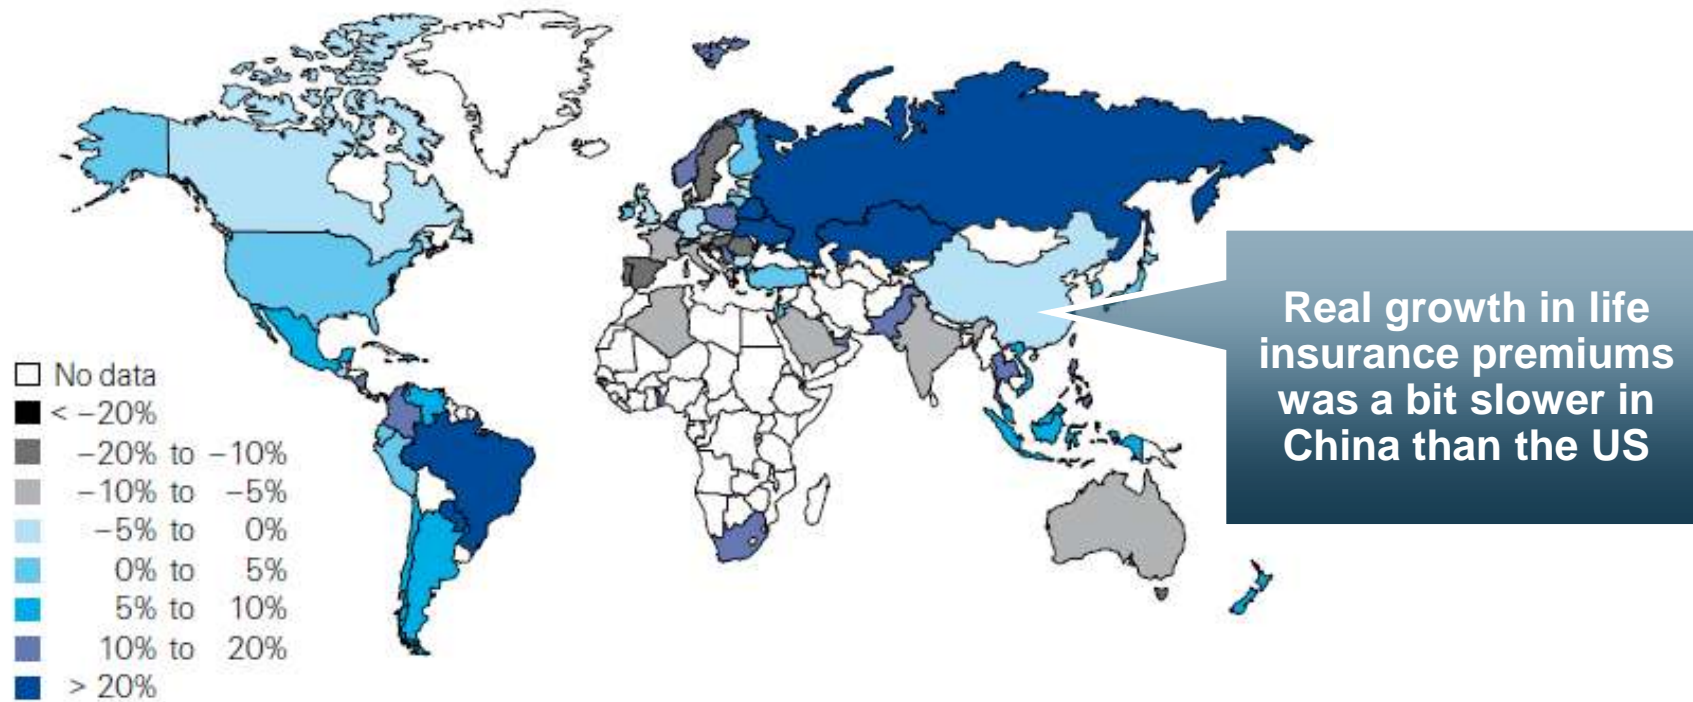 No data
< −20%
−20% to −10%
−10% to −5%
−5% to 0%
0% to 5%
5% to 10%
10% to 20%
> 20%
Real growth in life
insurance premiums
was a bit slower in
China than the US